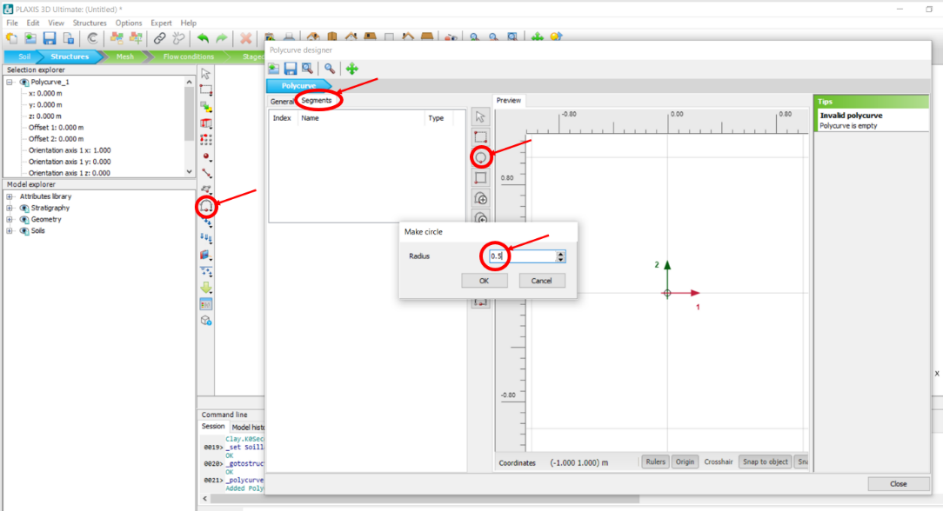 PLAXIS 3D Ultimate: (Untitled) *
File Edit View Structures Options Expert Help
Soil Structures Mesh Flow conditions Staged
Selection explorer
Polycurve_1
x: 0.000 m
y: 0.000 m
z: 0.000 m
Offset 1: 0.000 m
Offset 2: 0.000 m
Orientation axis 1 x: 1.000
Orientation axis 1 y: 0.000
Orientation axis 1 z: 0.000
Model explorer
Attributes library
Stratigraphy
Geometry
Soils
Command line
Session Model histo
Clay.K0Sec
0019> _set Soill
OK
0020> _gotostruc
OK
0021> _polycurve
Added Poly
Polycurve designer
Polycurve
General Segments
Index Name Type
Preview
-0.80 0.00 0.80
0.80
-0.80
2
1
Make circle
Radius 0.5
OK Cancel
Tips
Invalid polycurve
Polycurve is empty
Coordinates (-1.000 1.000) m Rulers Origin Crosshair Snap to object Sna
Close
X